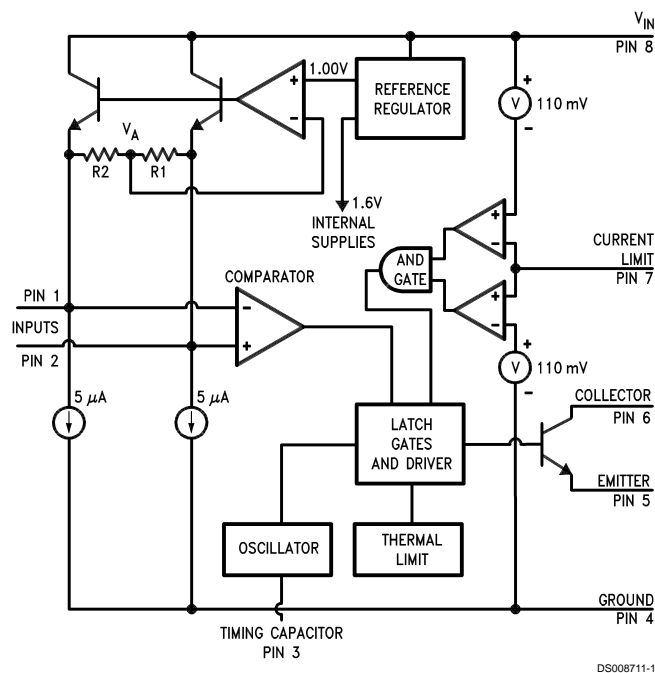 V_IN
PIN 8
1.00V
REFERENCE
REGULATOR
+
−
+
V
110 mV
−
V_A
R2
R1
1.6V
INTERNAL
SUPPLIES
+
−
AND
GATE
CURRENT
LIMIT
PIN 7
COMPARATOR
PIN 1
INPUTS
PIN 2
−
+
+
−
+
V
110 mV
−
5 μA
5 μA
COLLECTOR
PIN 6
LATCH
GATES
AND DRIVER
EMITTER
PIN 5
OSCILLATOR
THERMAL
LIMIT
GROUND
PIN 4
TIMING CAPACITOR
PIN 3
DS008711-1